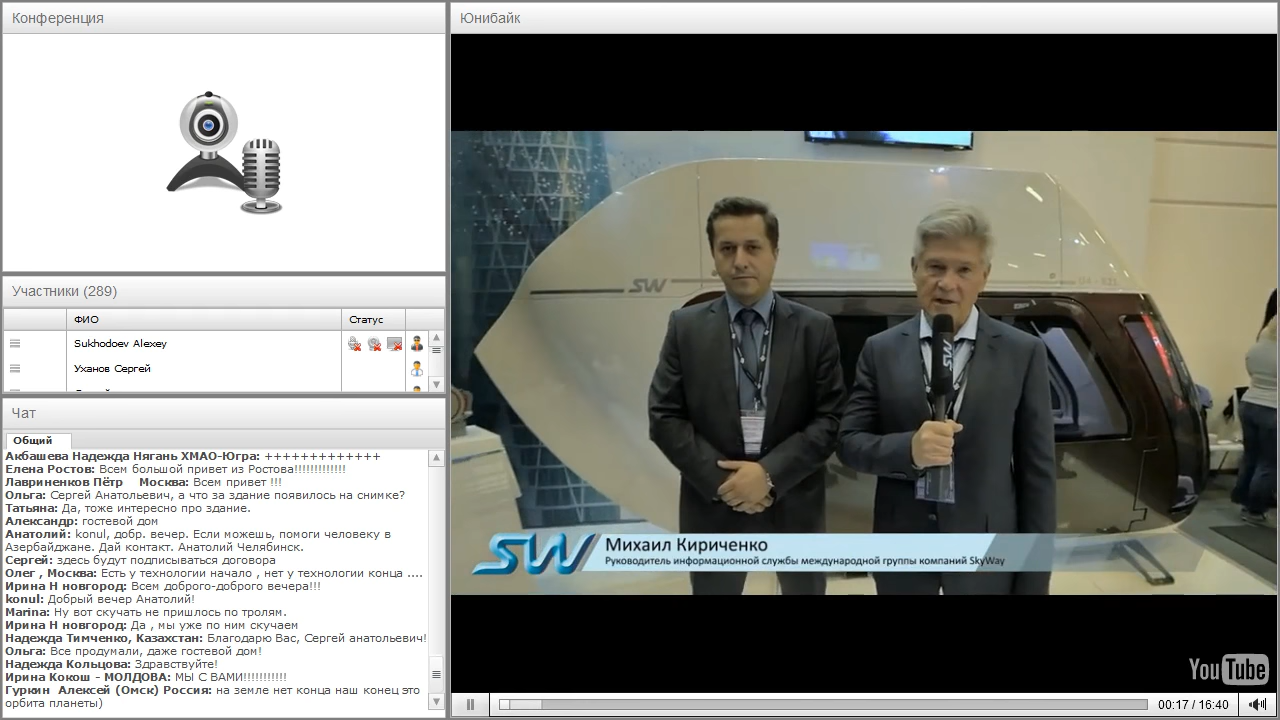 Конференция
Участники (289)
ФИО
Статус
Sukhodoev Alexey
Уханов Сергей
Чат
Общий
Акбашева Надежда Нягань ХМАО-Югра: +++++++++++++
Елена Ростов: Всем большой привет из Ростова!!!!!!!!!!!!!
Лавриненков Пётр Москва: Всем привет !!!
Ольга: Сергей Анатольевич, а что за здание появилось на снимке?
Татьяна: Да, тоже интересно про здание.
Александр: гостевой дом
Анатолий: konul, добр. вечер. Если можешь, помоги человеку в
Азербайджане. Дай контакт. Анатолий Челябинск.
Сергей: здесь будут подписываться договора
Олег , Москва: Есть у технологии начало , нет у технологии конца ....
Ирина Н новгород: Всем доброго-доброго вечера!!!
konul: Добрый вечер Анатолий!
Marina: Ну вот скучать не пришлось по тролям.
Ирина Н новгород: Да , мы уже по ним скучаем
Надежда Тимченко, Казахстан: Благодарю Вас, Сергей анатольевич!
Ольга: Все продумали, даже гостевой дом!
Надежда Кольцова: Здравствуйте!
Ирина Кокош - МОЛДОВА: МЫ С ВАМИ!!!!!!!!!!!
Гуркин Алексей (Омск) Россия: на земле нет конца наш конец это
орбита планеты)
Юнибайк
SW
SW
SW
Михаил Кириченко
Руководитель информационной службы международной группы компаний SkyWay
YouTube
00:17 / 16:40